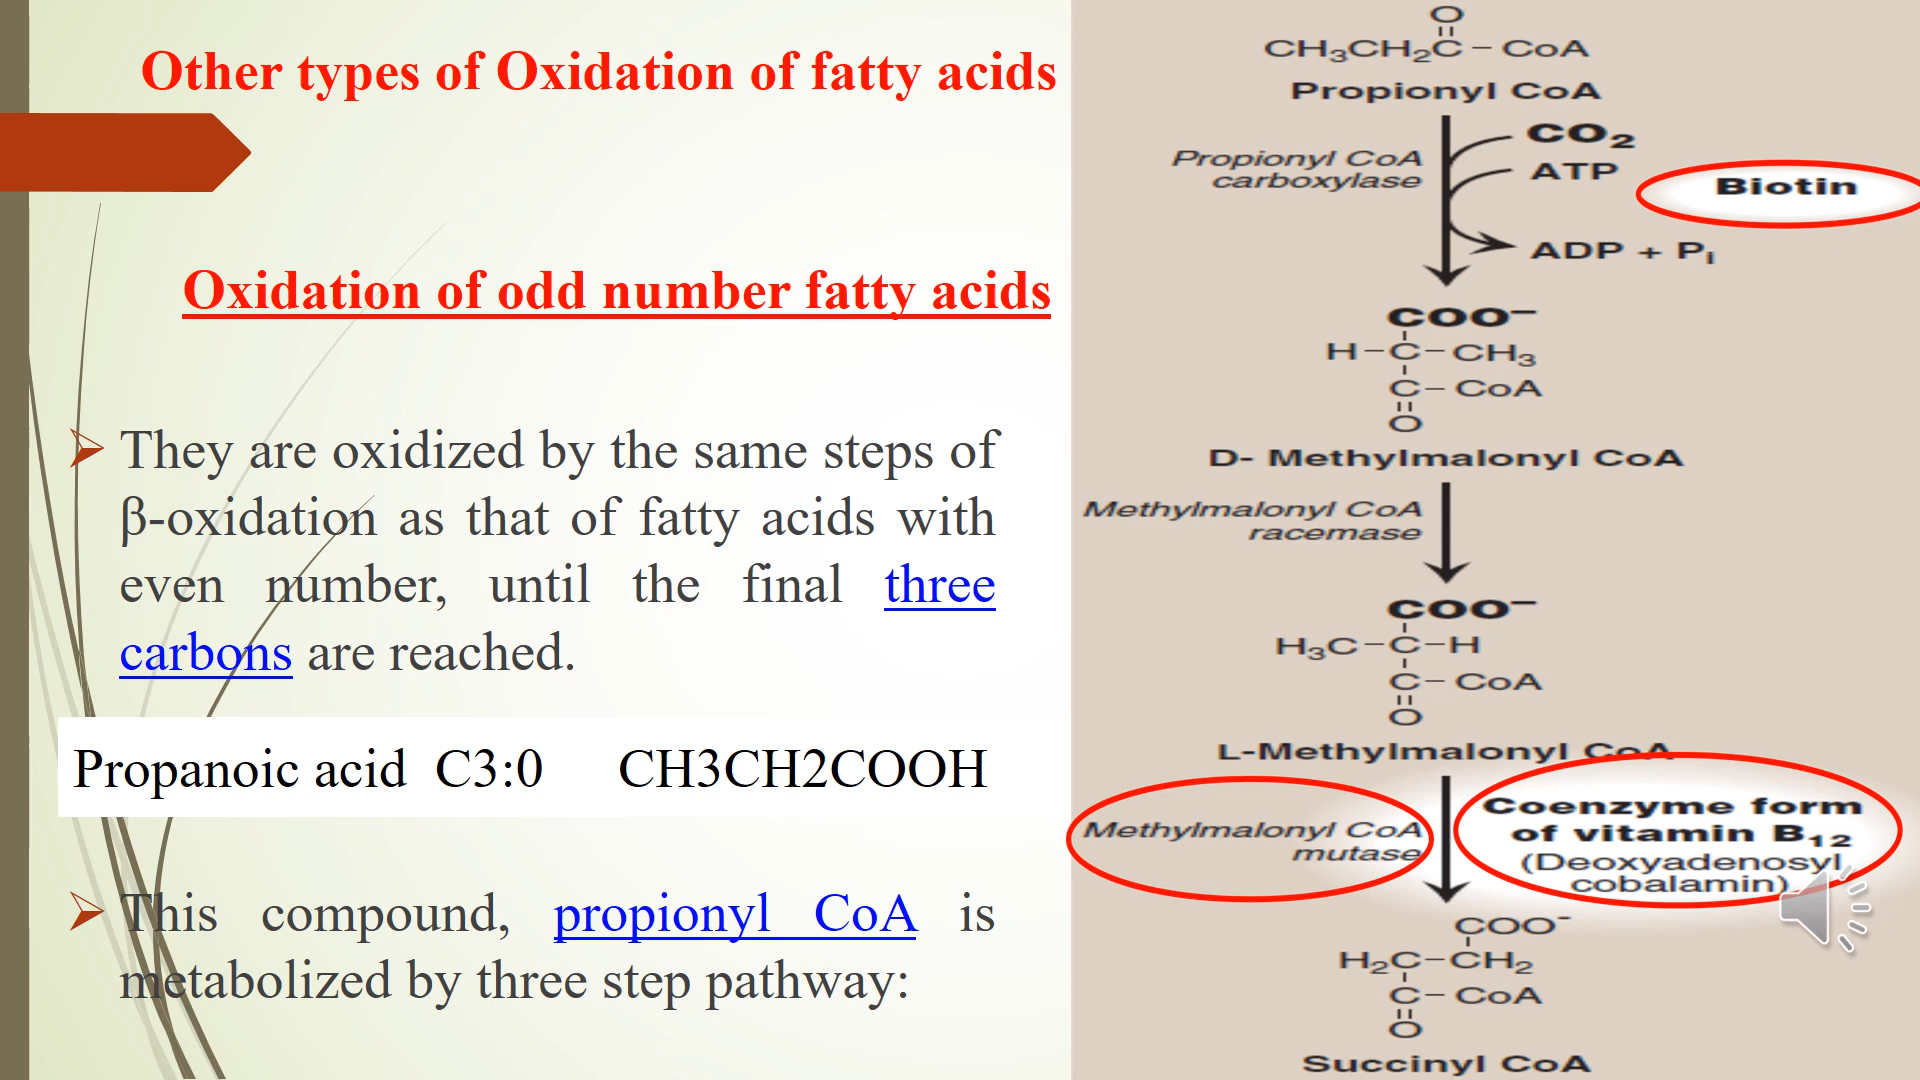 Other types of Oxidation of fatty acids
Oxidation of odd number fatty acids
They are oxidized by the same steps of
β-oxidation as that of fatty acids with
even number, until the final three
carbons are reached.
Propanoic acid C3:0 CH3CH2COOH
This compound, propionyl CoA is
metabolized by three step pathway:
O
CH₃CH₂C – CoA
Propionyl CoA
Propionyl CoA
carboxylase
CO₂
ATP
Biotin
ADP + Pi
COO⁻
H – C – CH₃
C – CoA
O
D- Methylmalonyl CoA
Methylmalonyl CoA
racemase
COO⁻
H₃C – C – H
C – CoA
O
L-Methylmalonyl CoA
Methylmalonyl CoA
mutase
Coenzyme form
of vitamin B₁₂
(Deoxyadenosyl
cobalamin)
COO⁻
H₂C – CH₂
C – CoA
O
Succinyl CoA